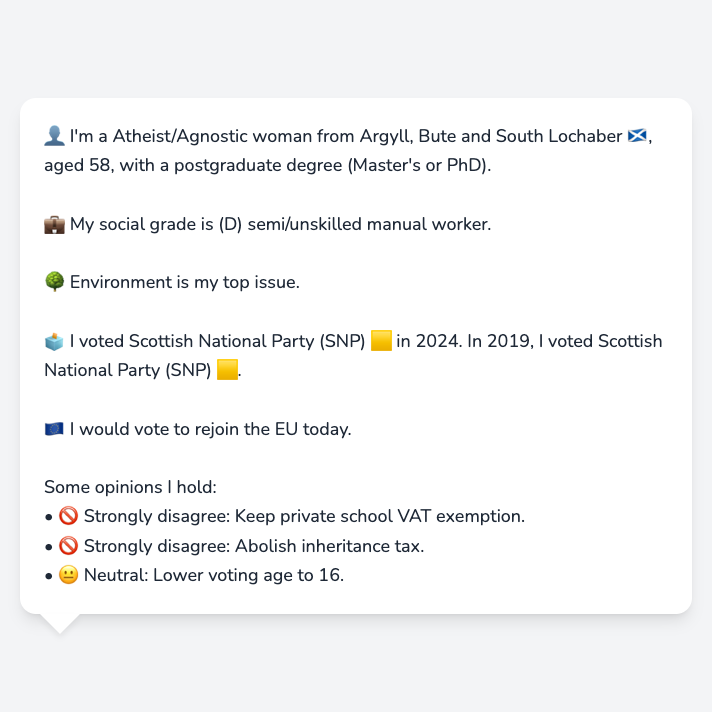 👤 I'm a Atheist/Agnostic woman from Argyll, Bute and South Lochaber 🏴󠁧󠁢󠁳󠁣󠁴󠁿,
aged 58, with a postgraduate degree (Master's or PhD).
💼 My social grade is (D) semi/unskilled manual worker.
🌳 Environment is my top issue.
🗳️ I voted Scottish National Party (SNP) 🟨 in 2024. In 2019, I voted Scottish
National Party (SNP) 🟨.
🇪🇺 I would vote to rejoin the EU today.
Some opinions I hold:
• 🚫 Strongly disagree: Keep private school VAT exemption.
• 🚫 Strongly disagree: Abolish inheritance tax.
• 😐 Neutral: Lower voting age to 16.